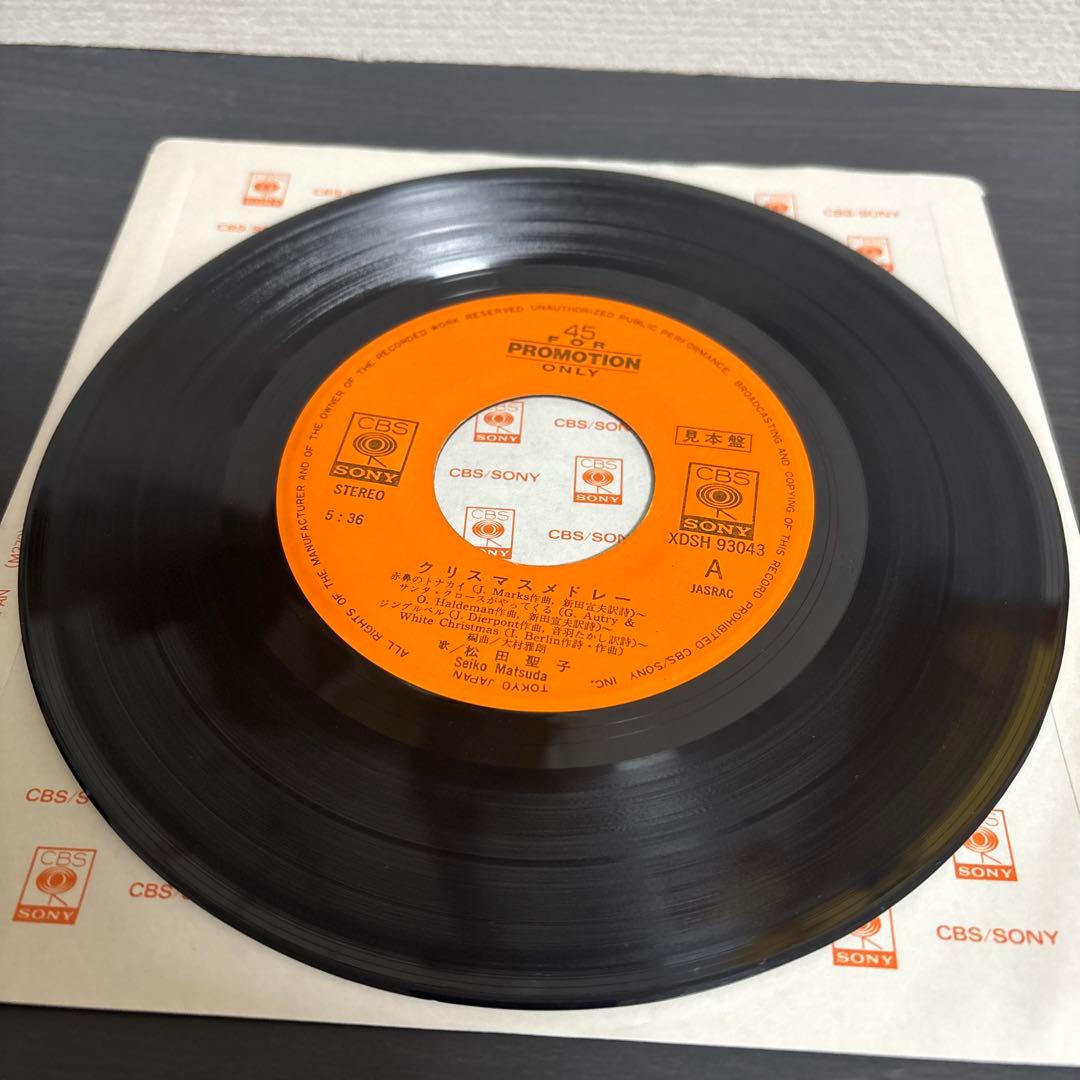 ALL RIGHTS OF THE MANUFACTURER AND OF THE OWNER OF THE RECORDED WORK RESERVED UNAUTHORIZED PUBLIC PERFORMANCE BROADCASTING AND COPYING OF THIS RECORD PROHIBITED CBS/SONY INC. TOKYO JAPAN
45
FOR
PROMOTION
ONLY
CBS
SONY
STEREO
5:36
見本盤
CBS
SONY
XDSH 93043
A
JASRAC
クリスマスメドレー
赤鼻のトナカイ (J. Marks作曲, 新田宣夫訳詩)~
サンタ・クロースがやってくる (G. Autry &
O. Haldeman作曲, 新田宣夫訳詩)~
ジングルベル (J. Dierpont作曲, 音羽たかし訳詩)~
White Christmas (I. Berlin作詩・作曲)
編曲/大村雅朗
歌/松田聖子
Seiko Matsuda
CBS
SONY
CBS/SON
CBS/SONY
CBS
SONY
CBS
SONY
CBS/SON
SONY
CBS/SONY
CBS/S
CBS
SONY
CBS/S
SONY
SONY
CBS/SONY